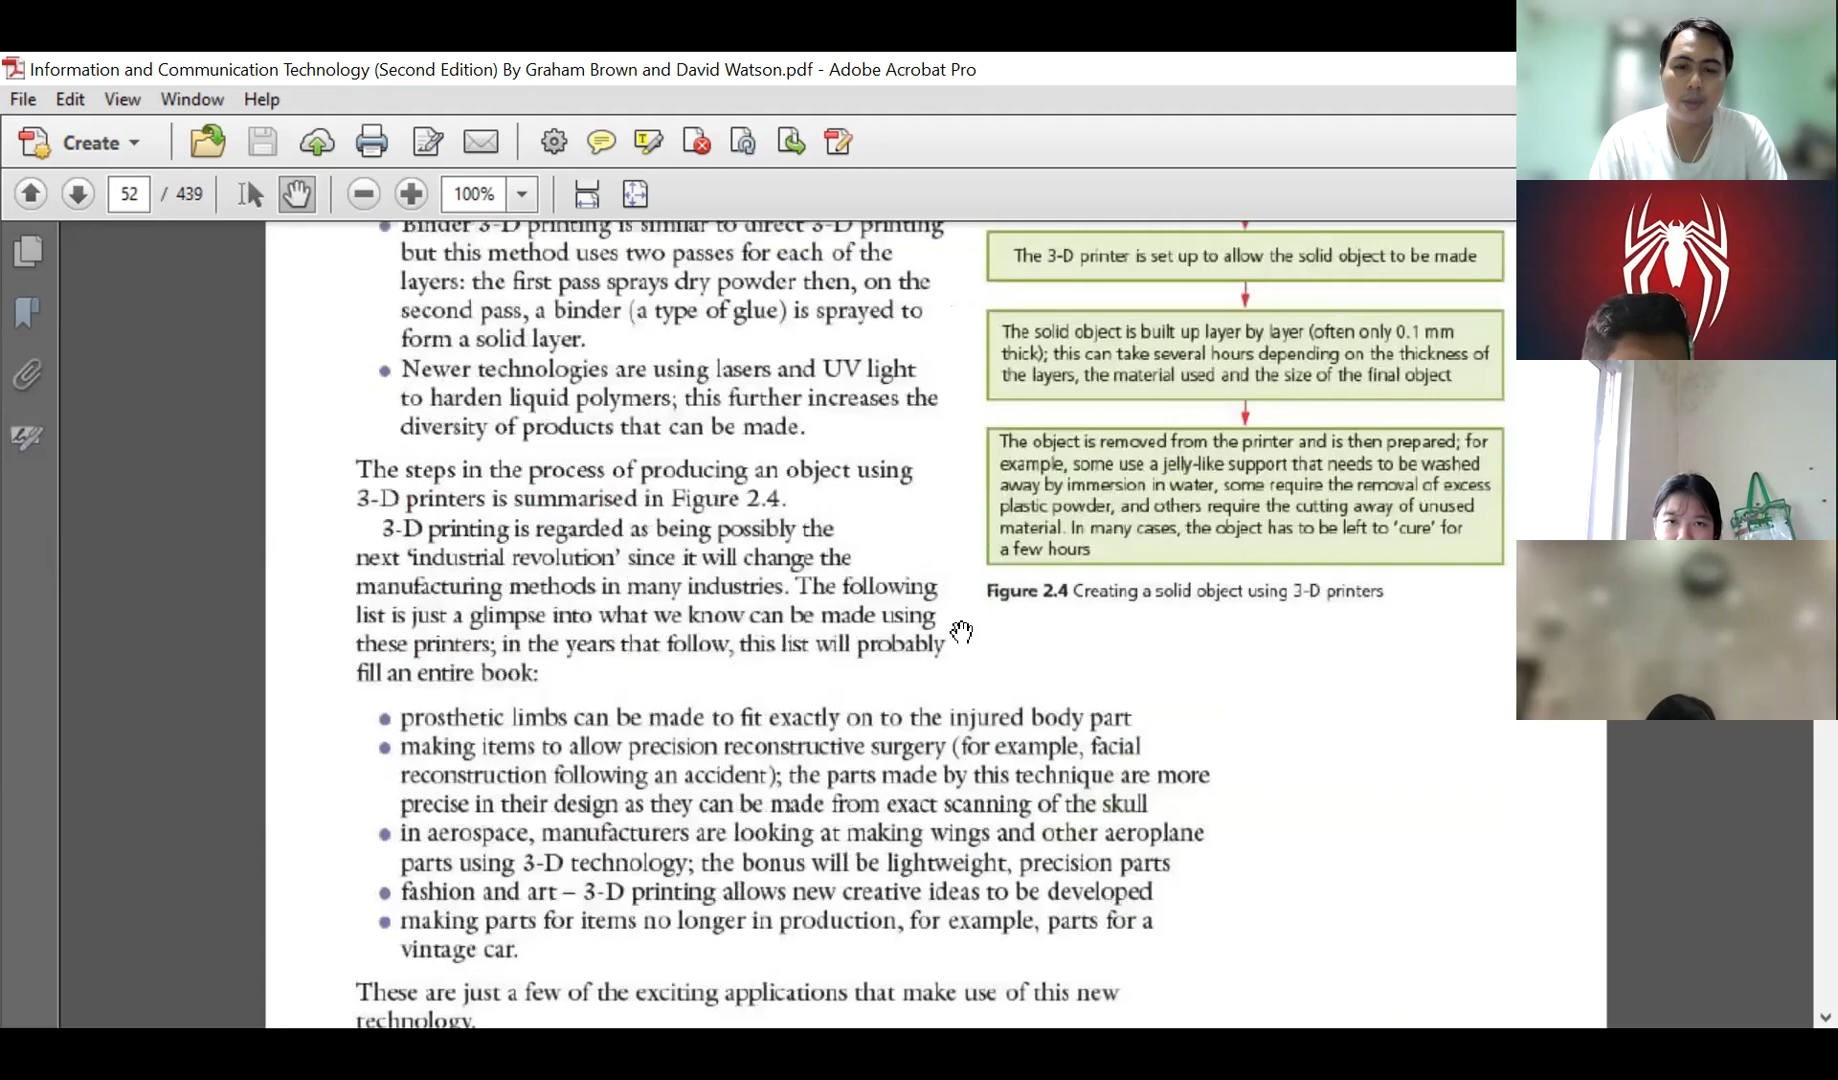 Information and Communication Technology (Second Edition) By Graham Brown and David Watson.pdf - Adobe Acrobat Pro
File Edit View Window Help
Create
52 / 439 100%
Binder 3-D printing is similar to direct 3-D printing
but this method uses two passes for each of the
layers: the first pass sprays dry powder then, on the
second pass, a binder (a type of glue) is sprayed to
form a solid layer.
Newer technologies are using lasers and UV light
to harden liquid polymers; this further increases the
diversity of products that can be made.
The steps in the process of producing an object using
3-D printers is summarised in Figure 2.4.
3-D printing is regarded as being possibly the
next ‘industrial revolution’ since it will change the
manufacturing methods in many industries. The following
list is just a glimpse into what we know can be made using
these printers; in the years that follow, this list will probably
fill an entire book:
The 3-D printer is set up to allow the solid object to be made
The solid object is built up layer by layer (often only 0.1 mm
thick); this can take several hours depending on the thickness of
the layers, the material used and the size of the final object
The object is removed from the printer and is then prepared; for
example, some use a jelly-like support that needs to be washed
away by immersion in water, some require the removal of excess
plastic powder, and others require the cutting away of unused
material. In many cases, the object has to be left to ‘cure’ for
a few hours
Figure 2.4 Creating a solid object using 3-D printers
prosthetic limbs can be made to fit exactly on to the injured body part
making items to allow precision reconstructive surgery (for example, facial
reconstruction following an accident); the parts made by this technique are more
precise in their design as they can be made from exact scanning of the skull
in aerospace, manufacturers are looking at making wings and other aeroplane
parts using 3-D technology; the bonus will be lightweight, precision parts
fashion and art – 3-D printing allows new creative ideas to be developed
making parts for items no longer in production, for example, parts for a
vintage car.
These are just a few of the exciting applications that make use of this new
technology.